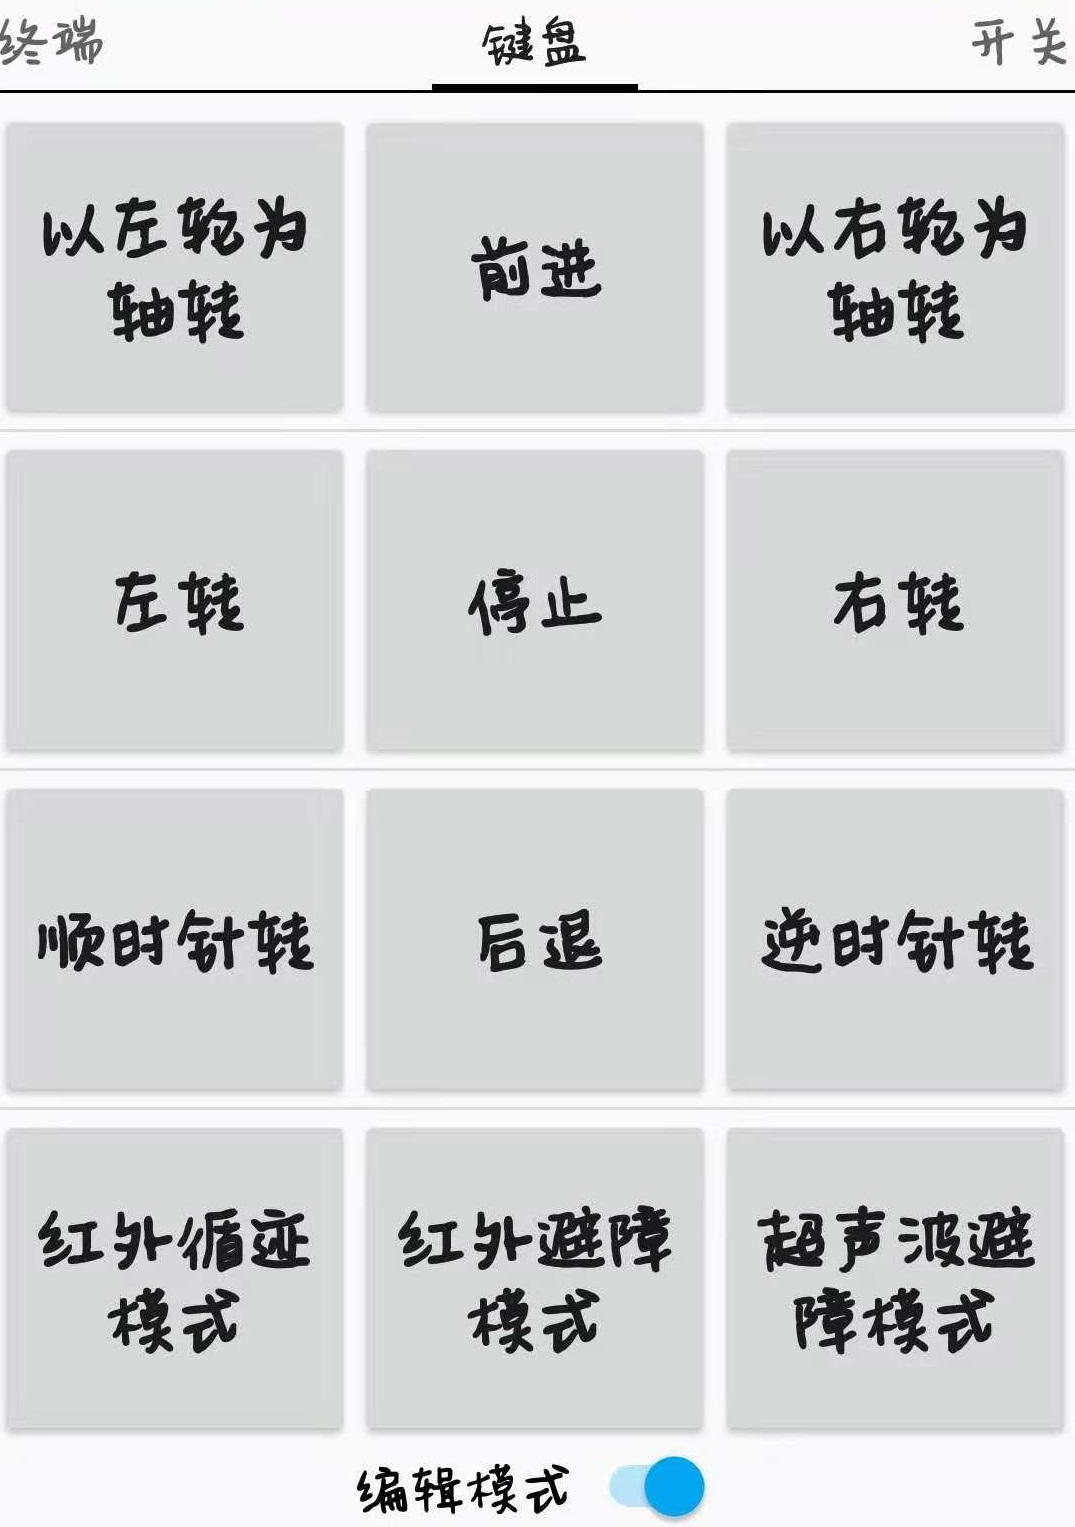 终端 键盘 开关
以左轮为
轴转
前进
以右轮为
轴转
左转
停止
右转
顺时针转
后退
逆时针转
红外循迹
模式
红外避障
模式
超声波避
障模式
编辑模式